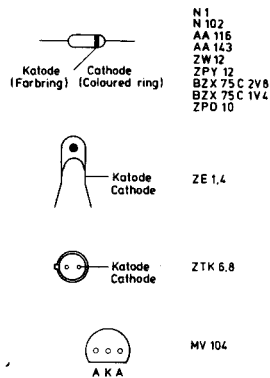 N 1
N 102
AA 116
AA 143
ZW 12
ZPY 12
BZX 75 C 2V8
BZX 75 C 1V4
ZPD 10
Katode Cathode
(Farbring) (Coloured ring)
Katode
Cathode
ZE 1,4
Katode
Cathode
ZTK 6,8
MV 104
A K A